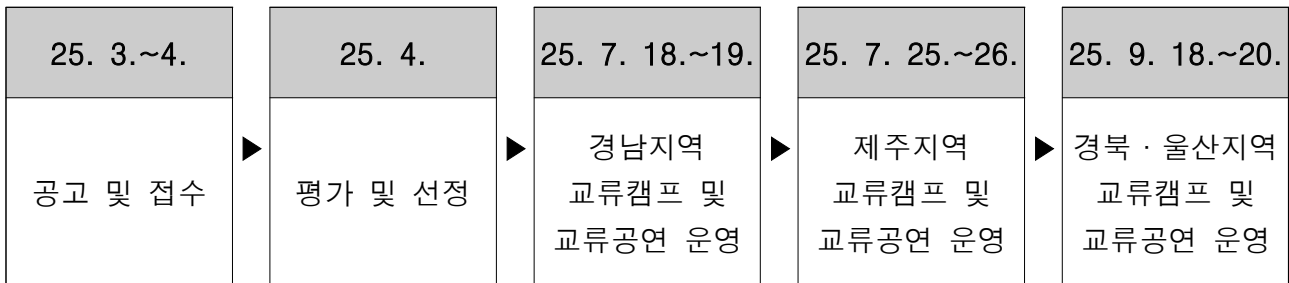 25. 3.~4.
공고 및 접수
▶
25. 4.
평가 및 선정
▶
25. 7. 18.~19.
경남지역
교류캠프 및
교류공연 운영
▶
25. 7. 25.~26.
제주지역
교류캠프 및
교류공연 운영
▶
25. 9. 18.~20.
경북 · 울산지역
교류캠프 및
교류공연 운영